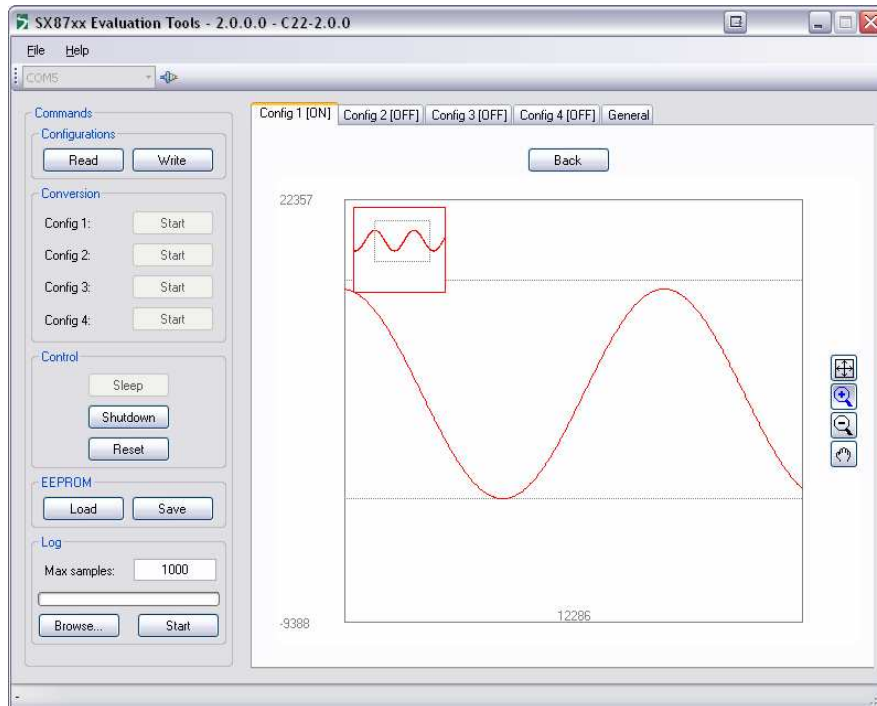 SX87xx Evaluation Tools - 2.0.0.0 - C22-2.0.0
File Help
COM5
Commands
Configurations
Read Write
Conversion
Config 1: Start
Config 2: Start
Config 3: Start
Config 4: Start
Control
Sleep
Shutdown
Reset
EEPROM
Load Save
Log
Max samples: 1000
Browse... Start
Config 1 [ON] Config 2 [OFF] Config 3 [OFF] Config 4 [OFF] General
Back
22357
-9388
12286
-